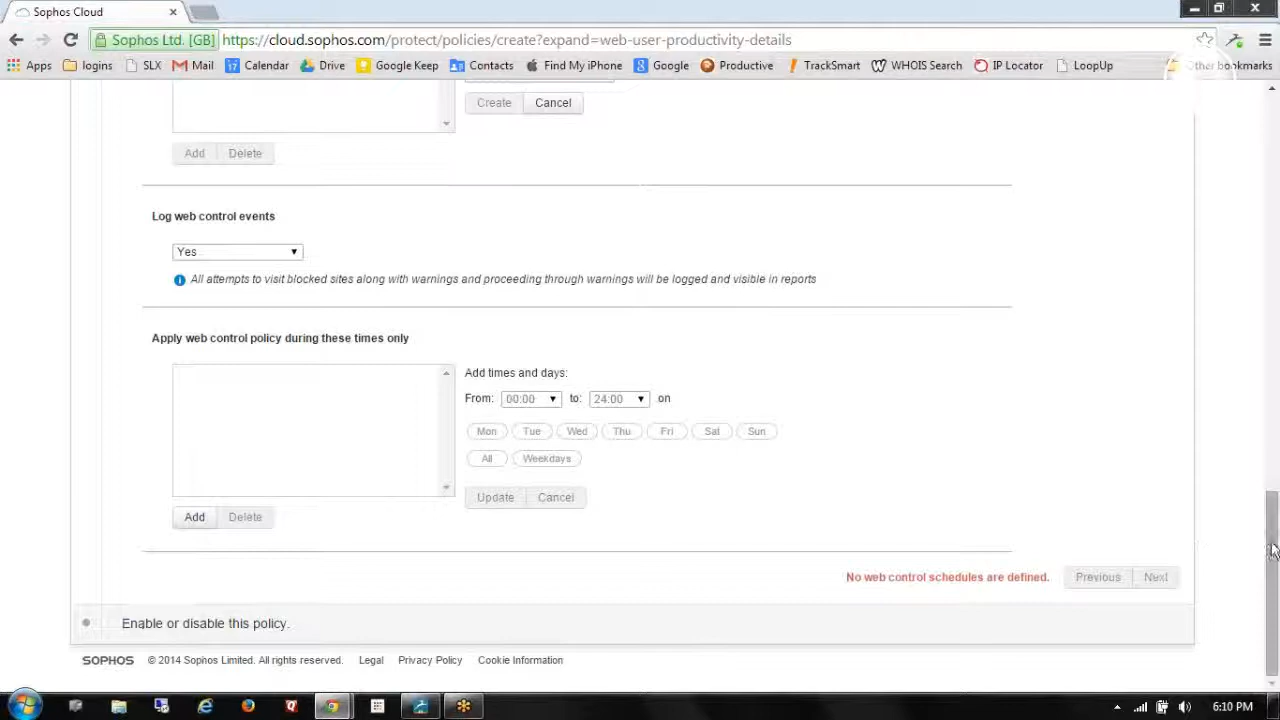 Sophos Cloud
Sophos Ltd. [GB] https://cloud.sophos.com/ nect/polici nd=web-user-productivity-details
Apps logins SLX Mail Calendar Drive Google Keep Contacts Find My iPhone Google Productive TrackSmart WHOIS Search IP Locator LoopUp Other bookmarks
Create Cancel
Add Delete
Log web control events
Yes
All attempts to visit blocked sites along with warnings and proceeding through warnings will be logged and visible in reports
Apply web control policy during these times only
Add times and days:
From: 00:00 to: 24:00 on
Mon Tue Wed Thu Fri Sat Sun
All Weekdays
Update Cancel
Add Delete
No web control schedules are defined. Previous Next
Enable or disable this policy.
SOPHOS © 2014 Sophos Limited. All rights reserved. Legal Privacy Policy Cookie Information
6:10 PM